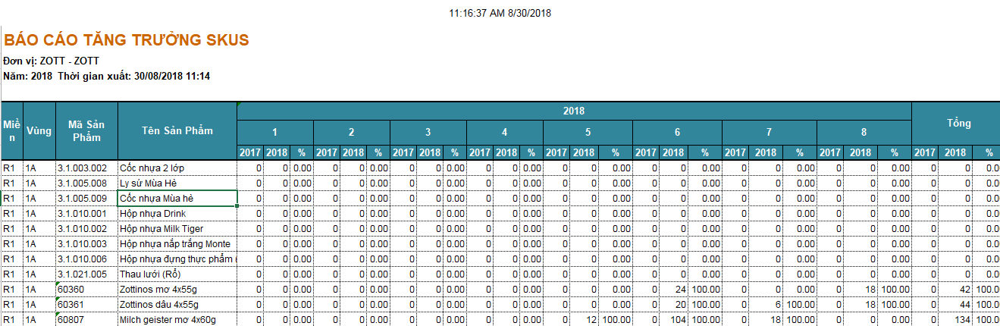 11:16:37 AM 8/30/2018
BÁO CÁO TĂNG TRƯỞNG SKUS
Đơn vị: ZOTT - ZOTT
Năm: 2018 Thời gian xuất: 30/08/2018 11:14
Miền Vùng Mã Sản Phẩm Tên Sản Phẩm 2018 Tổng
1 2 3 4 5 6 7 8
2017 2018 % 2017 2018 % 2017 2018 % 2017 2018 % 2017 2018 % 2017 2018 % 2017 2018 % 2017 2018 % 2017 2018 %
R1 1A 3.1.003.002 Cốc nhựa 2 lớp 0 0 0.00 0 0 0.00 0 0 0.00 0 0 0.00 0 0 0.00 0 0 0.00 0 0 0.00 0 0 0.00 0 0 0.0
R1 1A 3.1.005.008 Ly sứ Mùa Hè 0 0 0.00 0 0 0.00 0 0 0.00 0 0 0.00 0 0 0.00 0 0 0.00 0 0 0.00 0 0 0.00 0 0 0.0
R1 1A 3.1.005.009 Cốc nhựa Mùa hè 0 0 0.00 0 0 0.00 0 0 0.00 0 0 0.00 0 0 0.00 0 0 0.00 0 0 0.00 0 0 0.00 0 0 0.0
R1 1A 3.1.010.001 Hộp nhựa Drink 0 0 0.00 0 0 0.00 0 0 0.00 0 0 0.00 0 0 0.00 0 0 0.00 0 0 0.00 0 0 0.00 0 0 0.0
R1 1A 3.1.010.002 Hộp nhựa Milk Tiger 0 0 0.00 0 0 0.00 0 0 0.00 0 0 0.00 0 0 0.00 0 0 0.00 0 0 0.00 0 0 0.00 0 0 0.0
R1 1A 3.1.010.003 Hộp nhựa nắp trắng Monte 0 0 0.00 0 0 0.00 0 0 0.00 0 0 0.00 0 0 0.00 0 0 0.00 0 0 0.00 0 0 0.00 0 0 0.0
R1 1A 3.1.010.006 Hộp nhựa đựng thực phẩm ( 0 0 0.00 0 0 0.00 0 0 0.00 0 0 0.00 0 0 0.00 0 0 0.00 0 0 0.00 0 0 0.00 0 0 0.0
R1 1A 3.1.021.005 Thau lưới (Rổ) 0 0 0.00 0 0 0.00 0 0 0.00 0 0 0.00 0 0 0.00 0 0 0.00 0 0 0.00 0 0 0.00 0 0 0.0
R1 1A 60360 Zottinos mơ 4x55g 0 0 0.00 0 0 0.00 0 0 0.00 0 0 0.00 0 0 0.00 0 24 100.00 0 0 0.00 0 18 100.00 0 42 100.0
R1 1A 60361 Zottinos dâu 4x55g 0 0 0.00 0 0 0.00 0 0 0.00 0 0 0.00 0 0 0.00 0 20 100.00 0 6 100.00 0 18 100.00 0 44 100.0
R1 1A 60807 Milch geister mơ 4x60g 0 0 0.00 0 0 0.00 0 0 0.00 0 0 0.00 0 12 100.00 0 104 100.00 0 18 100.00 0 0 0.00 0 134 100.0